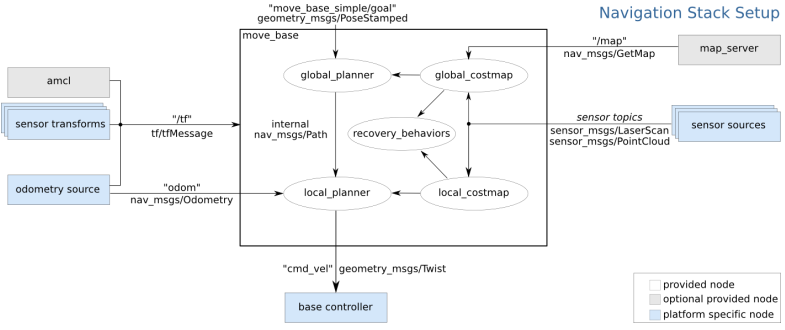 Navigation Stack Setup
"move_base_simple/goal"
geometry_msgs/PoseStamped
move_base
"/map"
nav_msgs/GetMap
map_server
amcl
global_planner
global_costmap
sensor transforms
"/tf"
tf/tfMessage
internal
nav_msgs/Path
recovery_behaviors
sensor topics
sensor_msgs/LaserScan
sensor_msgs/PointCloud
sensor sources
odometry source
"odom"
nav_msgs/Odometry
local_planner
local_costmap
"cmd_vel" geometry_msgs/Twist
base controller
provided node
optional provided node
platform specific node